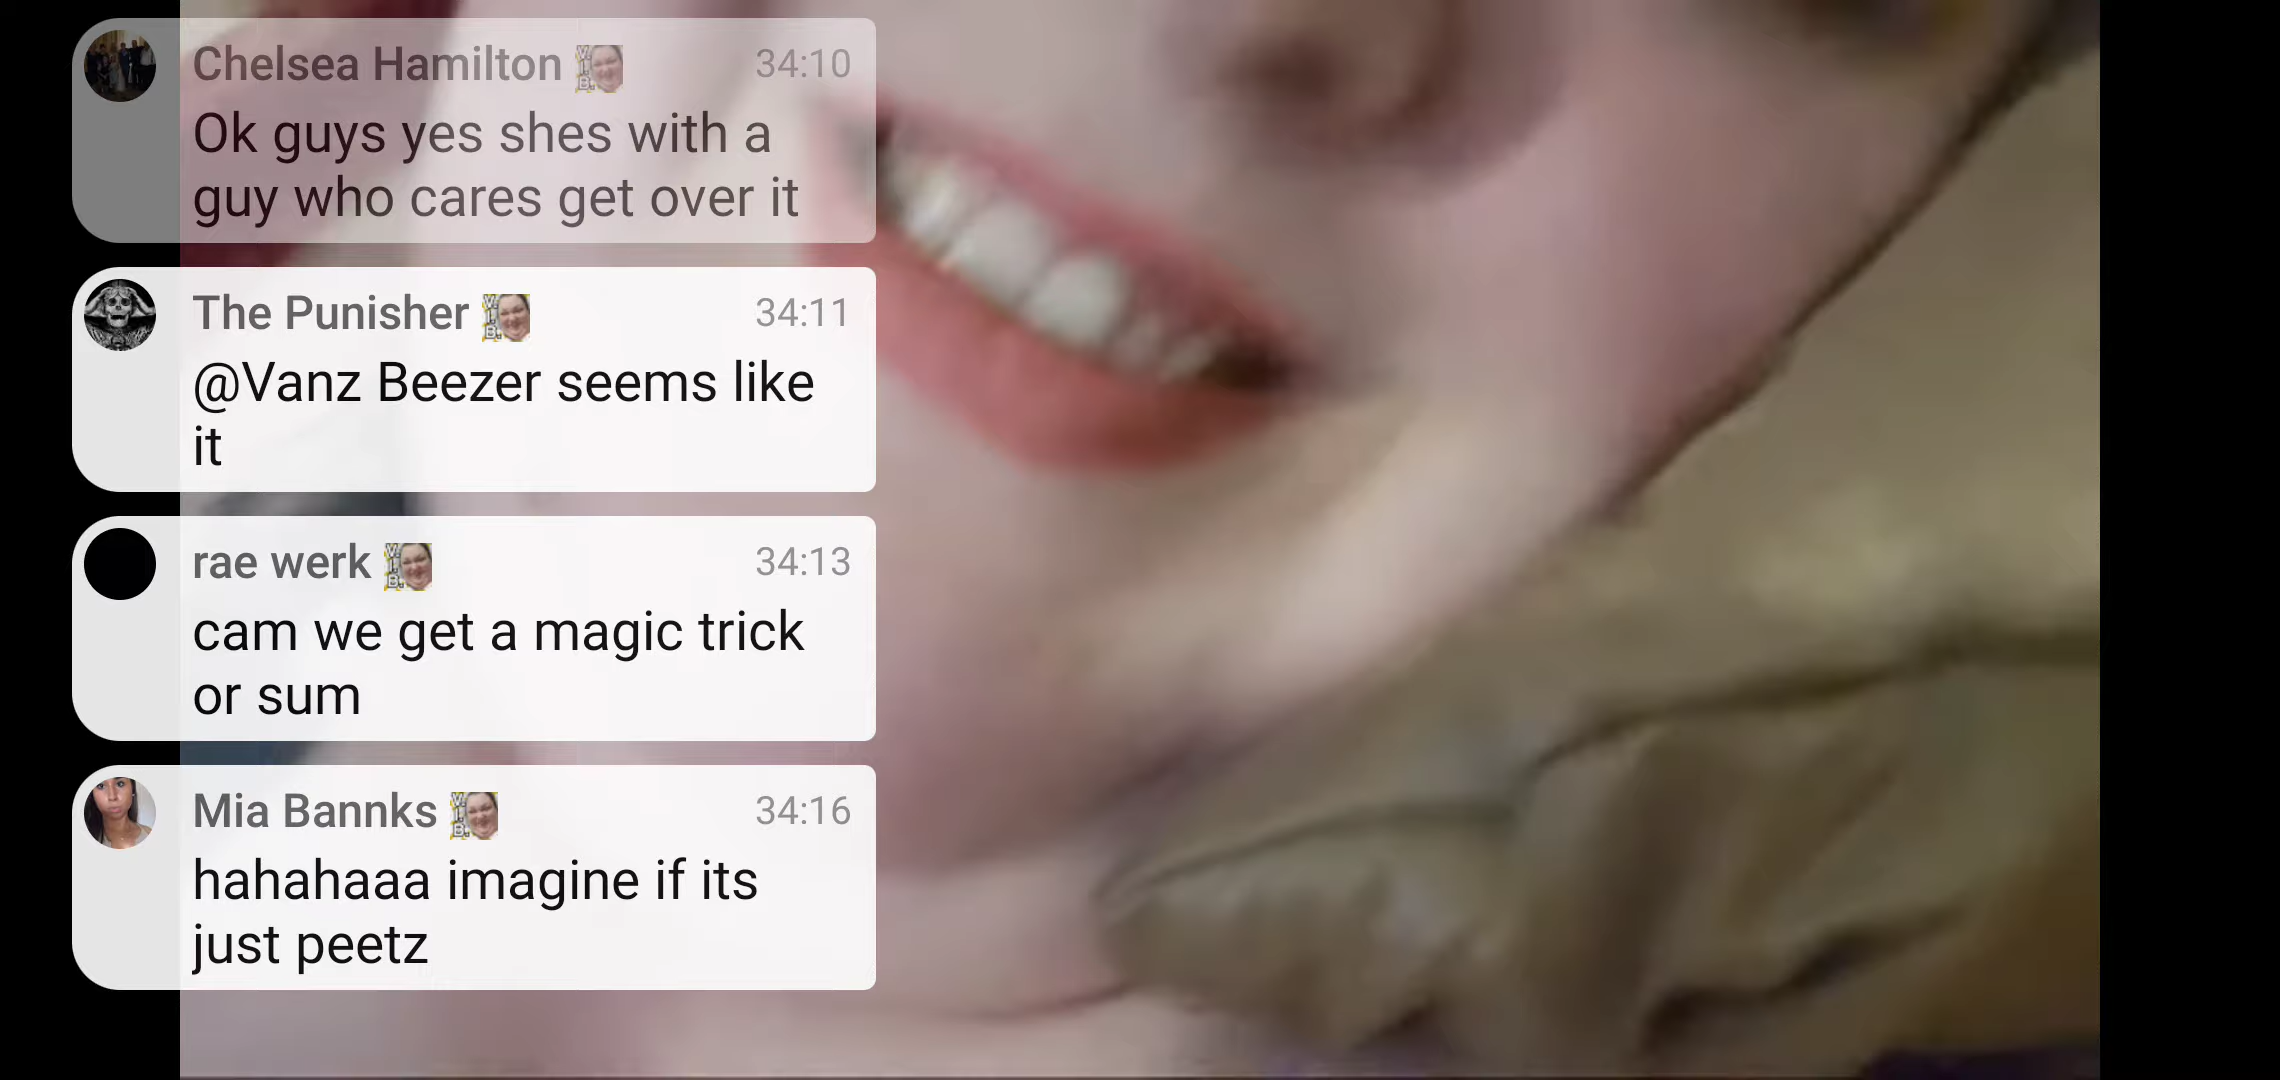 Chelsea Hamilton V.I.B. 34:10
Ok guys yes shes with a
guy who cares get over it
The Punisher V.I.B. 34:11
@Vanz Beezer seems like
it
rae werk V.I.B. 34:13
cam we get a magic trick
or sum
Mia Bannks V.I.B. 34:16
hahahaaa imagine if its
just peetz